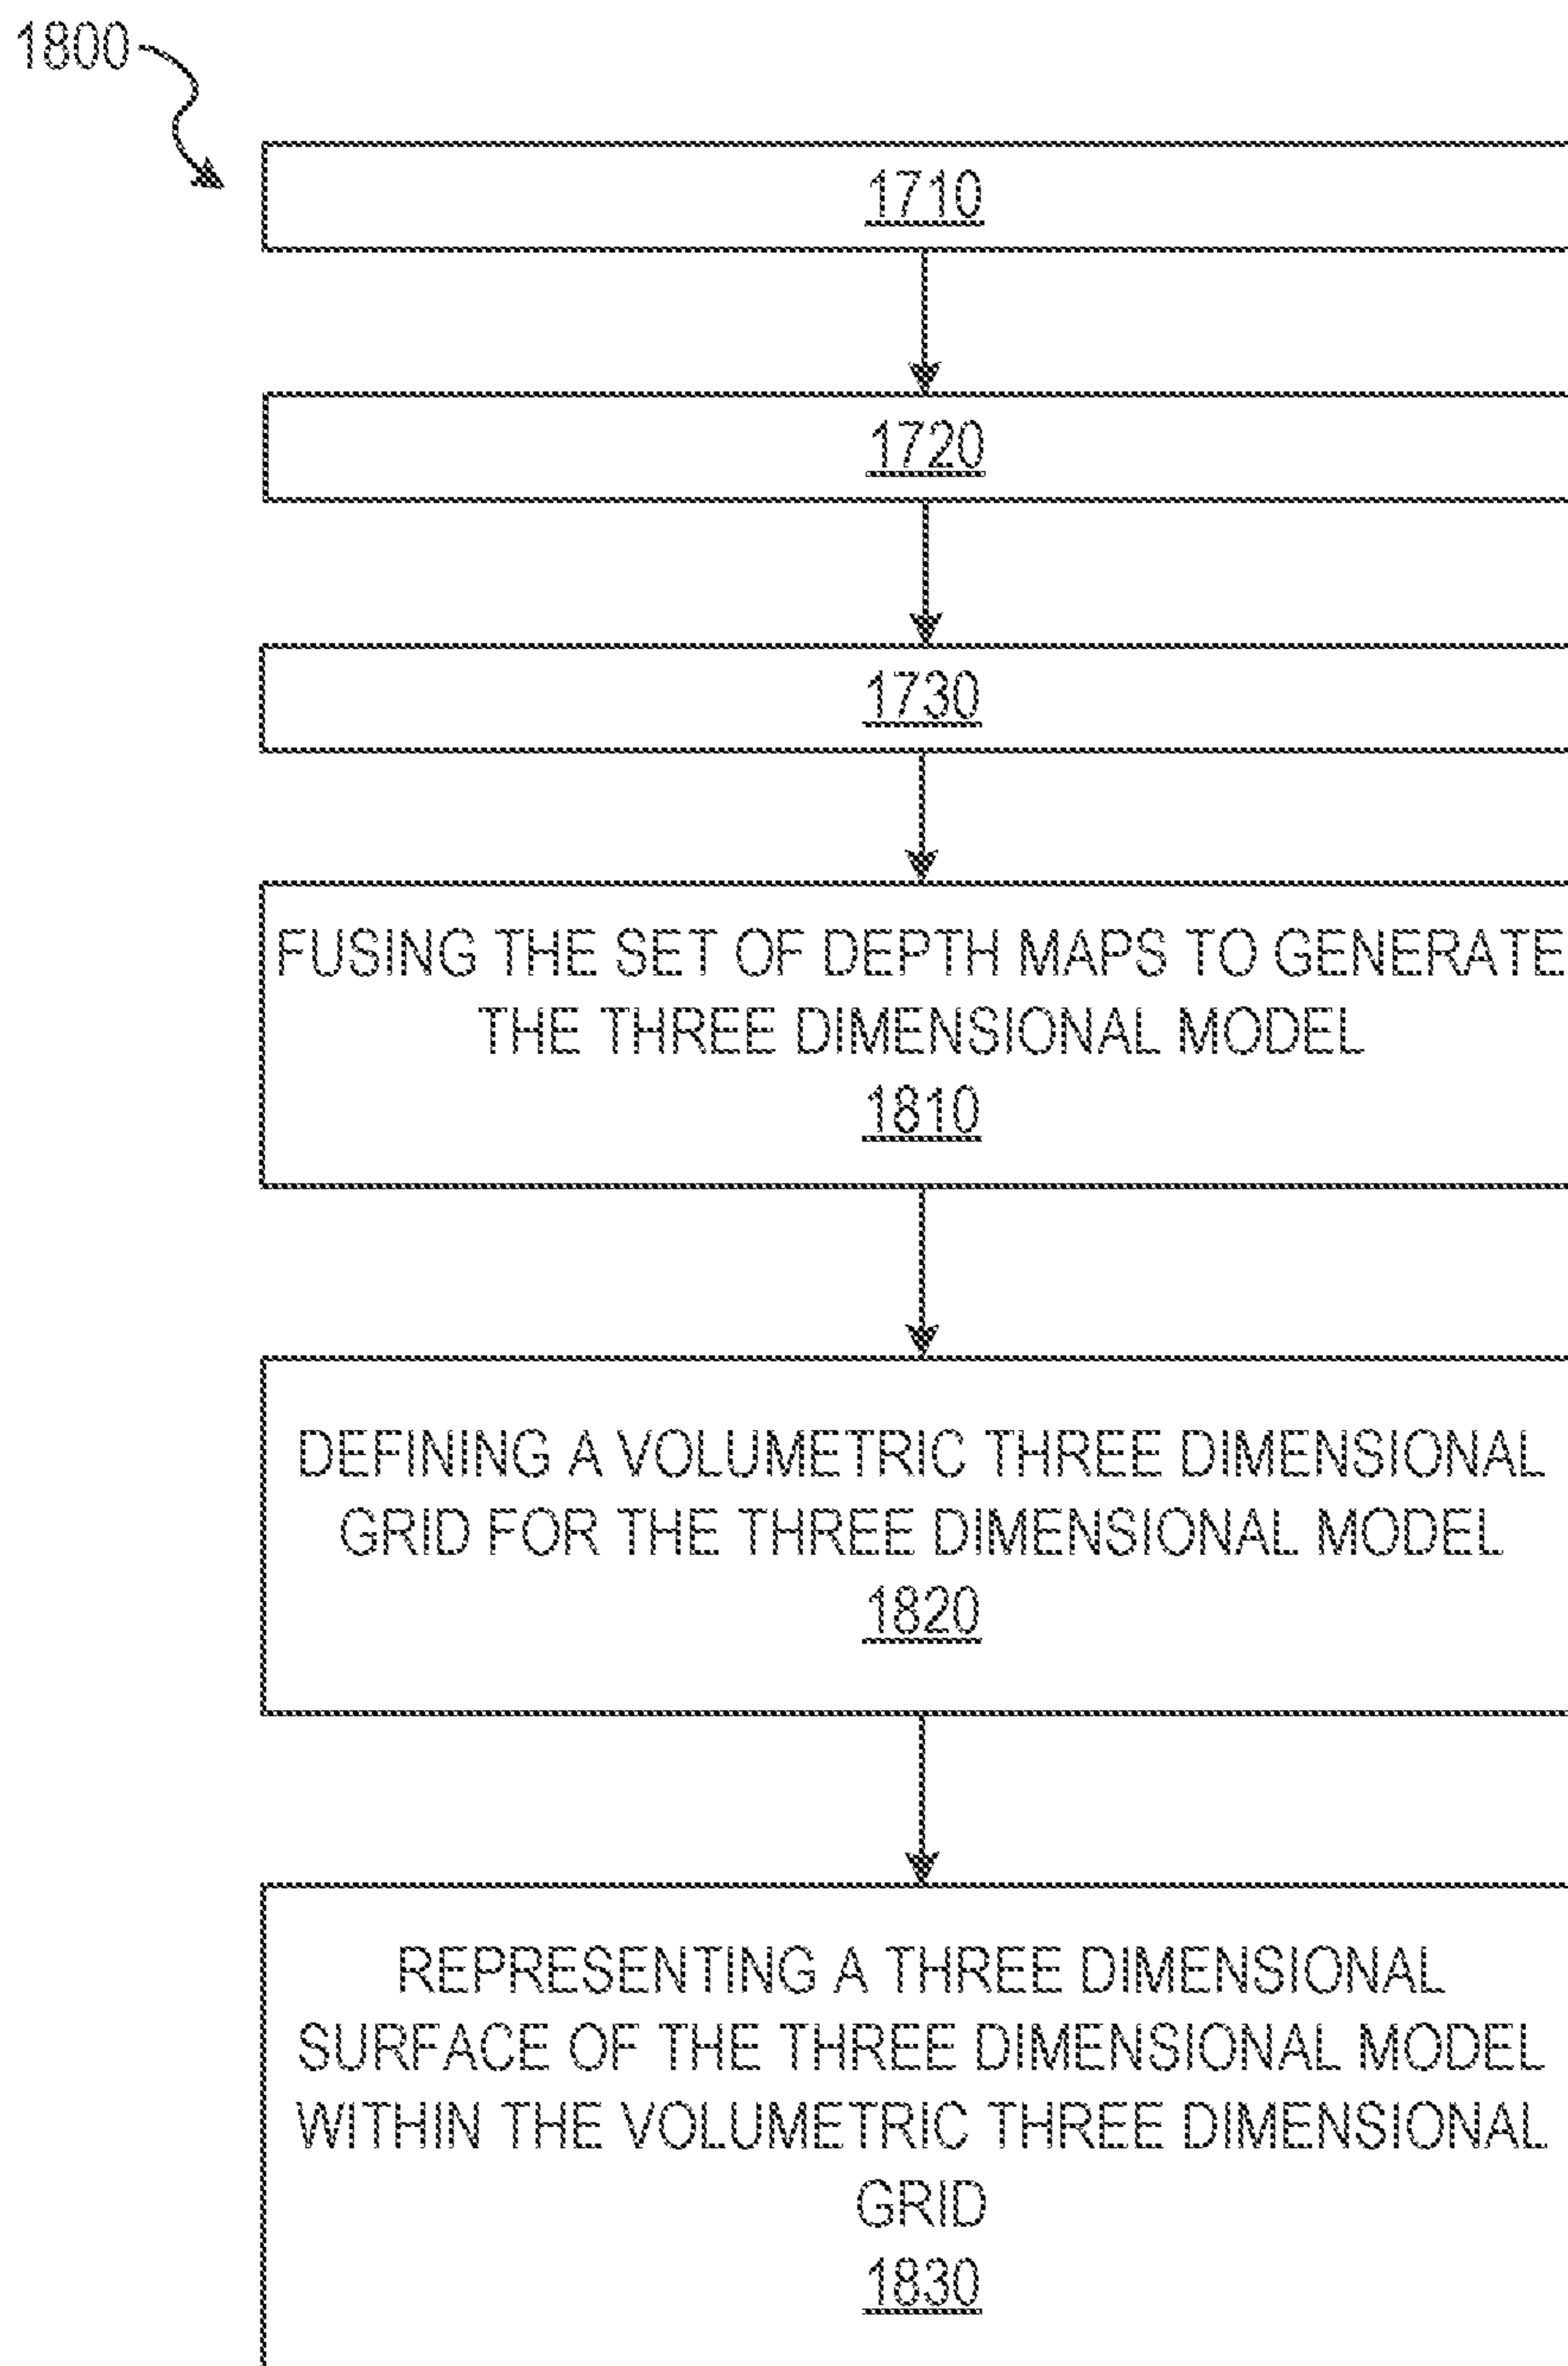 1800
1710
1720
1730
FUSING THE SET OF DEPTH MAPS TO GENERATE
THE THREE DIMENSIONAL MODEL
1810
DEFINING A VOLUMETRIC THREE DIMENSIONAL
GRID FOR THE THREE DIMENSIONAL MODEL
1820
REPRESENTING A THREE DIMENSIONAL
SURFACE OF THE THREE DIMENSIONAL MODEL
WITHIN THE VOLUMETRIC THREE DIMENSIONAL
GRID
1830